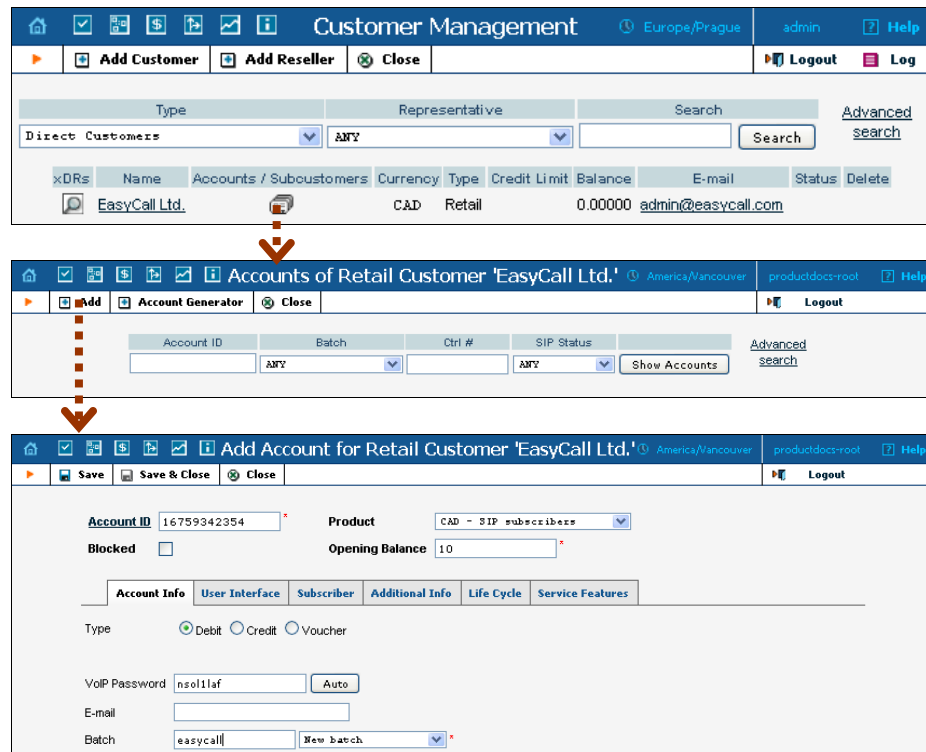 Customer Management Europe/Prague admin ? Help
Add Customer Add Reseller Close Logout Log
Type Representative Search Advanced search
Direct Customers ANY Search
xDRs Name Accounts / Subcustomers Currency Type Credit Limit Balance E-mail Status Delete
EasyCall Ltd. CAD Retail 0.00000 admin@easycall.com
Accounts of Retail Customer 'EasyCall Ltd.' America/Vancouver productdocs-root ? Help
Add Account Generator Close Logout
Account ID Batch Ctrl # SIP Status Advanced search
ANY ANY Show Accounts
Add Account for Retail Customer 'EasyCall Ltd.' America/Vancouver productdocs-root ? Help
Save Save & Close Close Logout
Account ID 16759342354 * Product CAD - SIP subscribers
Blocked Opening Balance 10 *
Account Info User Interface Subscriber Additional Info Life Cycle Service Features
Type Debit Credit Voucher
VoIP Password nsol1laf Auto
E-mail
Batch easycall New batch *